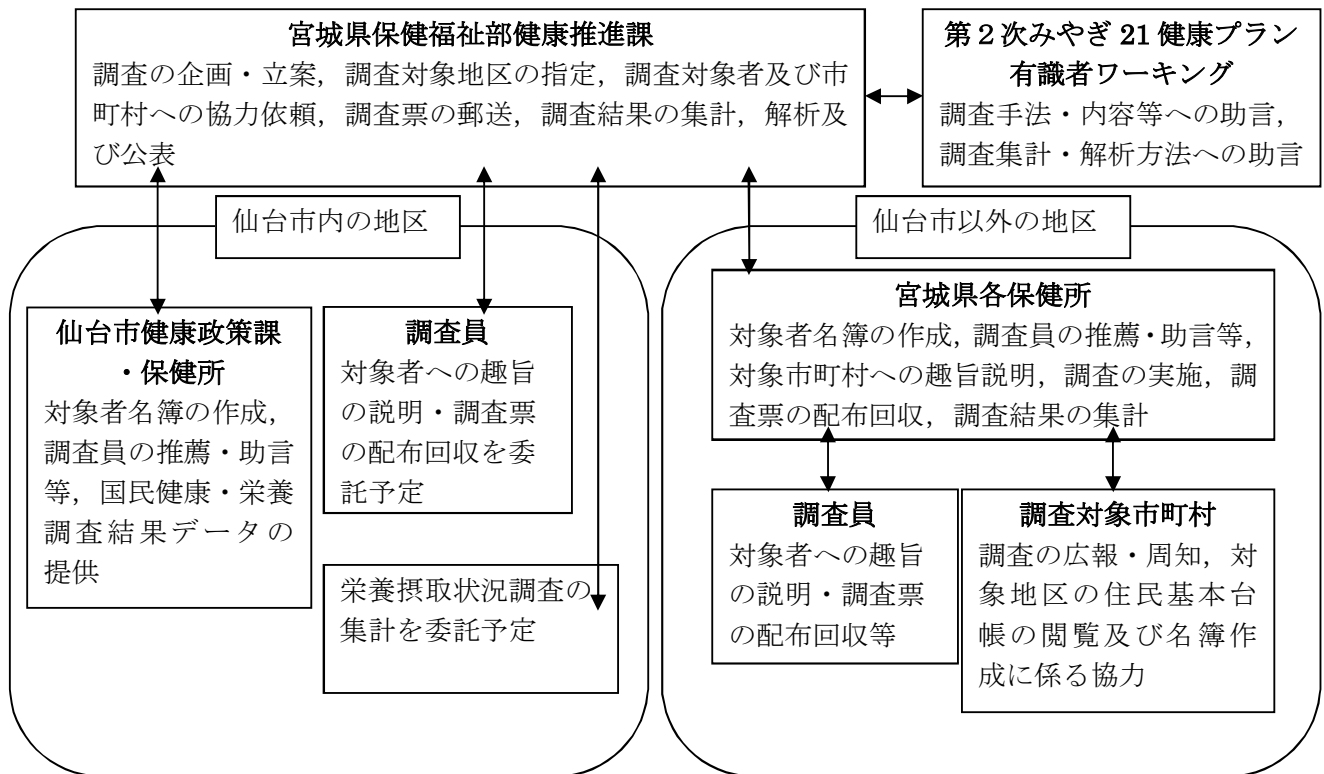 宮城県保健福祉部健康推進課
調査の企画・立案，調査対象地区の指定，調査対象者及び市
町村への協力依頼，調査票の郵送，調査結果の集計，解析及
び公表
第２次みやぎ 21 健康プラン
有識者ワーキング
調査手法・内容等への助言，
調査集計・解析方法への助言
仙台市内の地区
仙台市健康政策課
・保健所
対象者名簿の作成，
調査員の推薦・助言
等，国民健康・栄養
調査結果データの
提供
調査員
対象者への趣旨
の説明・調査票
の配布回収を委
託予定
栄養摂取状況調査の
集計を委託予定
仙台市以外の地区
宮城県各保健所
対象者名簿の作成，調査員の推薦・助言等，
対象市町村への趣旨説明，調査の実施，調
査票の配布回収，調査結果の集計
調査員
対象者への趣旨
の説明・調査票
の配布回収等
調査対象市町村
調査の広報・周知，対
象地区の住民基本台
帳の閲覧及び名簿作
成に係る協力